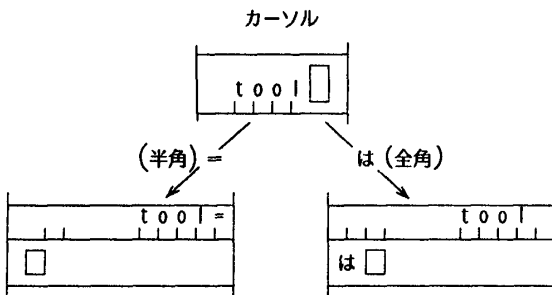 カーソル
tool
(半角) = は (全角)
tool= tool
は